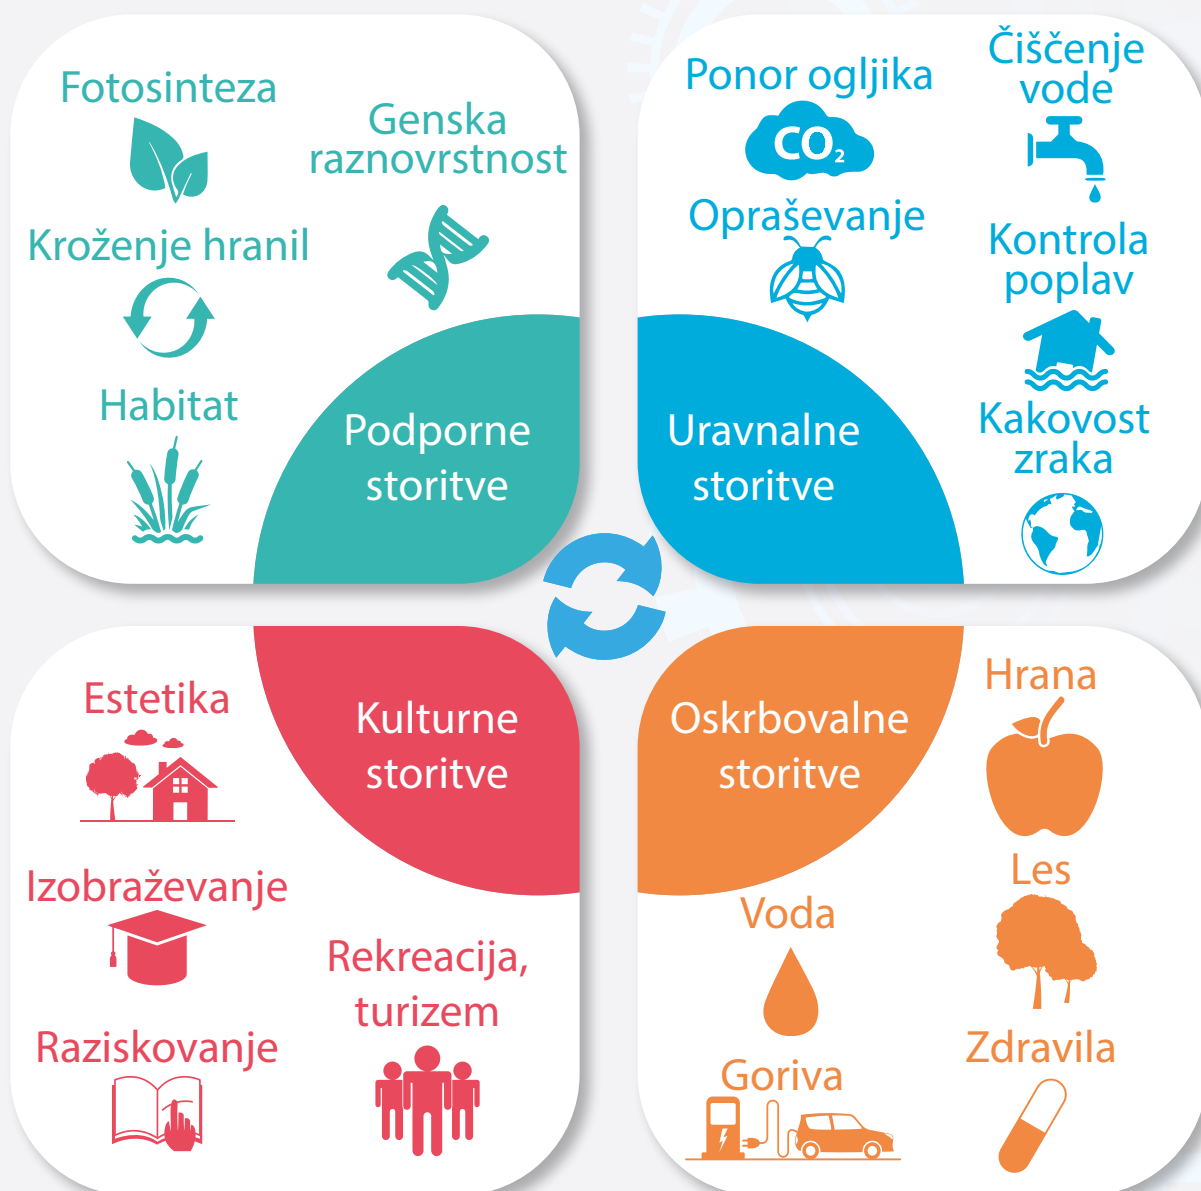 Fotosinteza
Genska
raznovrstnost
Kroženje hranil
Habitat
Podporne
storitve
Ponor ogljika
CO2
Čiščenje
vode
Opraševanje
Kontrola
poplav
Kakovost
zraka
Uravnalne
storitve
Estetika
Kulturne
storitve
Izobraževanje
Rekreacija,
turizem
Raziskovanje
Oskrbovalne
storitve
Hrana
Les
Voda
Zdravila
Goriva